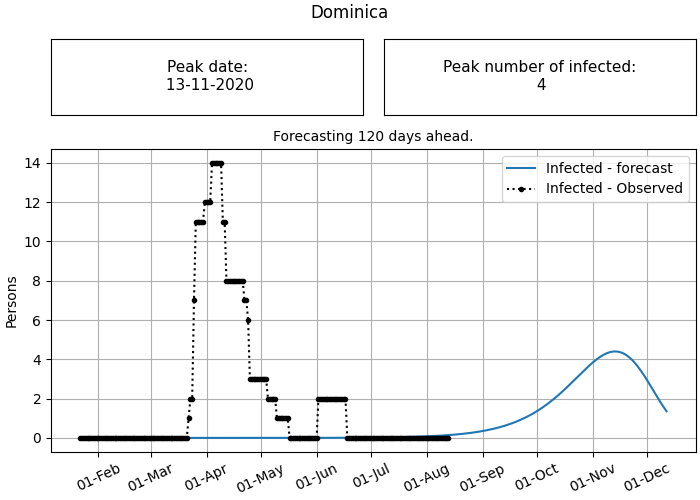 Dominica
Peak date:
13-11-2020
Peak number of infected:
4
Forecasting 120 days ahead.
Infected - forecast
Infected - Observed
Persons
14
12
10
8
6
4
2
0
01-Feb
01-Mar
01-Apr
01-May
01-Jun
01-Jul
01-Aug
01-Sep
01-Oct
01-Nov
01-Dec